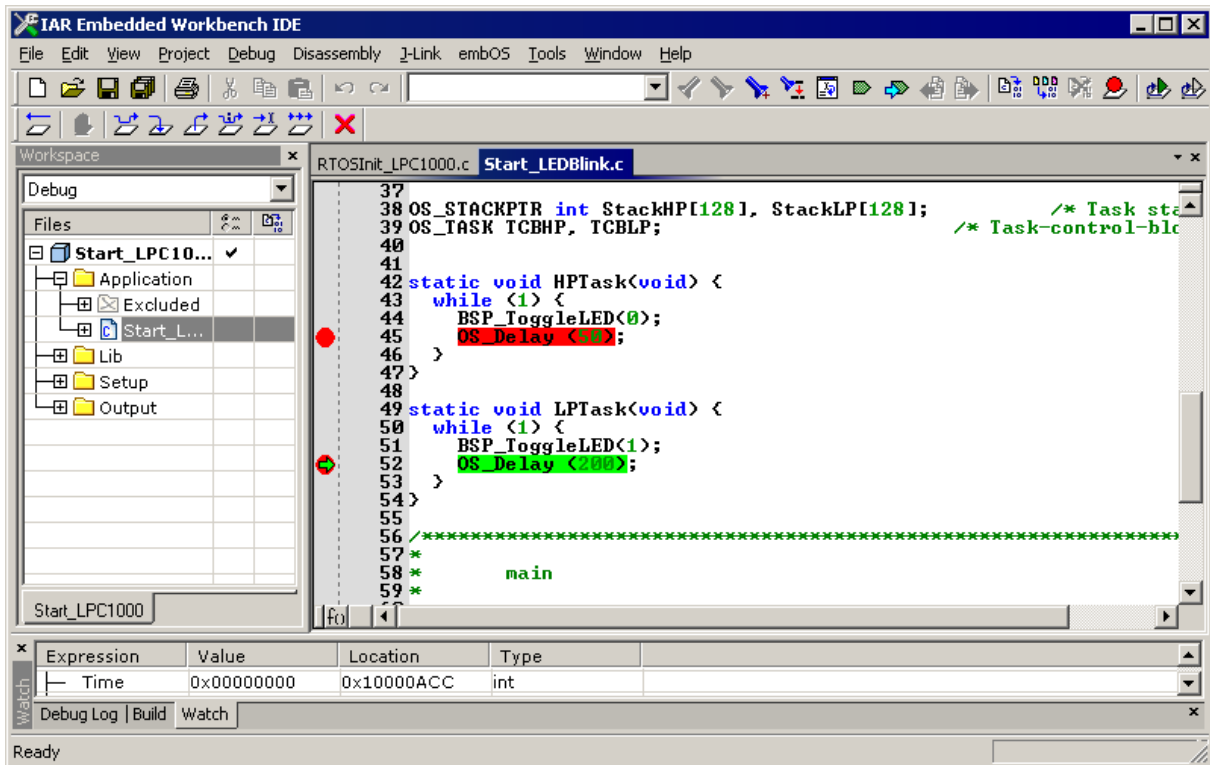 IAR Embedded Workbench IDE
File Edit View Project Debug Disassembly J-Link embOS Tools Window Help
Workspace
Debug
Files
Start_LPC10...
Application
Excluded
Start_L...
Lib
Setup
Output
Start_LPC1000
RTOSInit_LPC1000.c Start_LEDBlink.c
37
38 OS_STACKPTR int StackHP[128], StackLP[128]; /* Task sta
39 OS_TASK TCBHP, TCBLP; /* Task-control-blo
40
41
42 static void HPTask(void) {
43 while (1) {
44 BSP_ToggleLED(0);
45 OS_Delay (50);
46 }
47 }
48
49 static void LPTask(void) {
50 while (1) {
51 BSP_ToggleLED(1);
52 OS_Delay (200);
53 }
54 }
55
56 /**************************************************************
57 *
58 * main
59 *
f()
Watch
Expression Value Location Type
Time 0x00000000 0x10000ACC int
Debug Log Build Watch
Ready